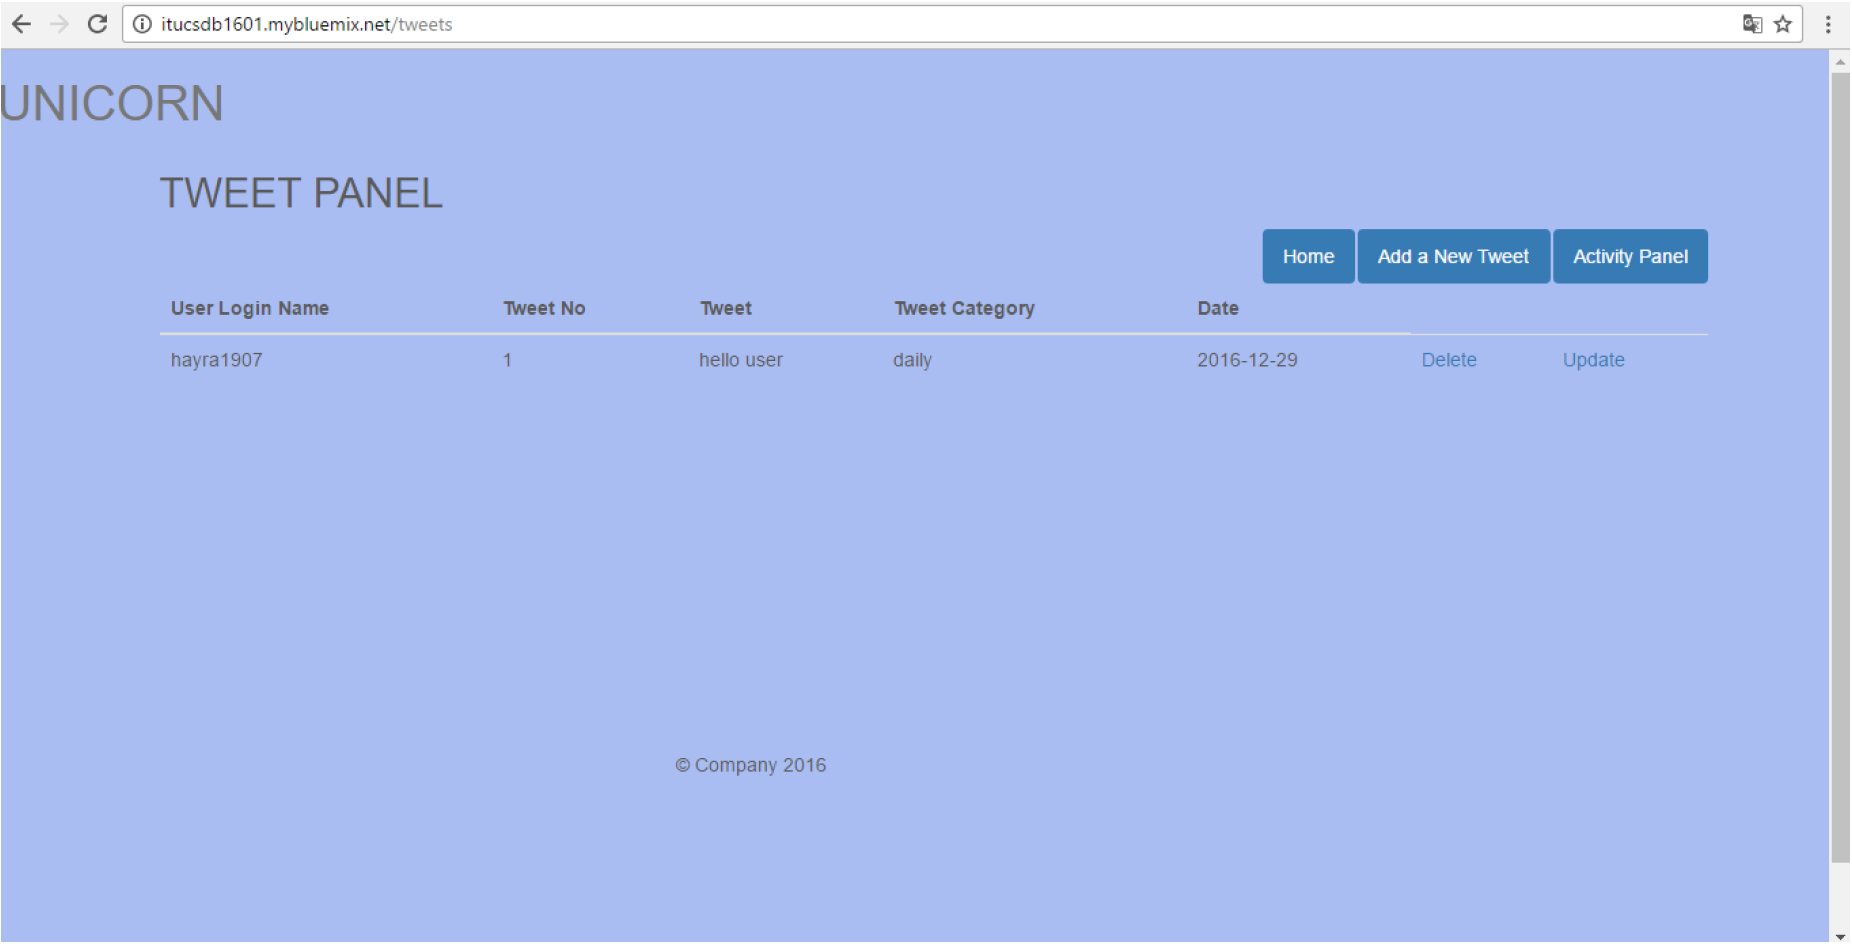 itucsdb1601.mybluemix.net/tweets
UNICORN
TWEET PANEL
Home Add a New Tweet Activity Panel
User Login Name Tweet No Tweet Tweet Category Date
hayra1907 1 hello user daily 2016-12-29 Delete Update
© Company 2016